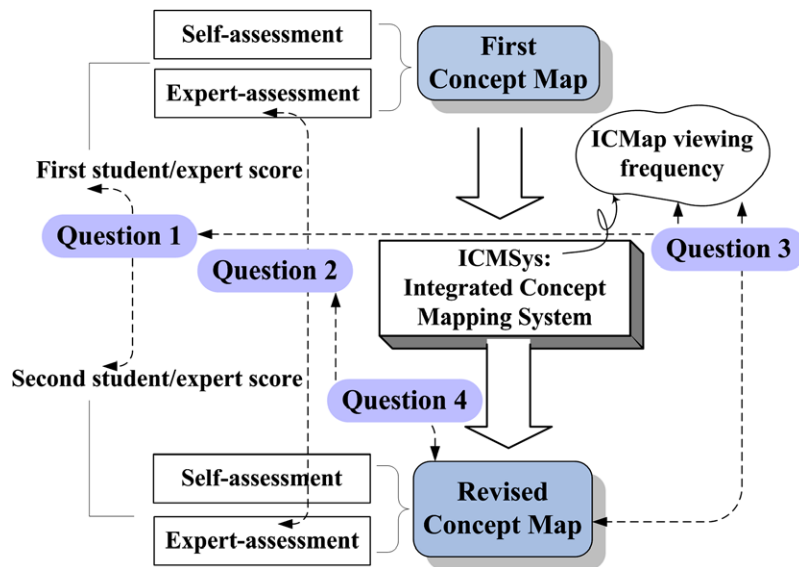 Self-assessment
First
Concept Map
Expert-assessment
ICMap viewing
frequency
First student/expert score
Question 1
Question 2
ICMSys:
Integrated Concept
Mapping System
Question 3
Second student/expert score
Question 4
Self-assessment
Revised
Concept Map
Expert-assessment